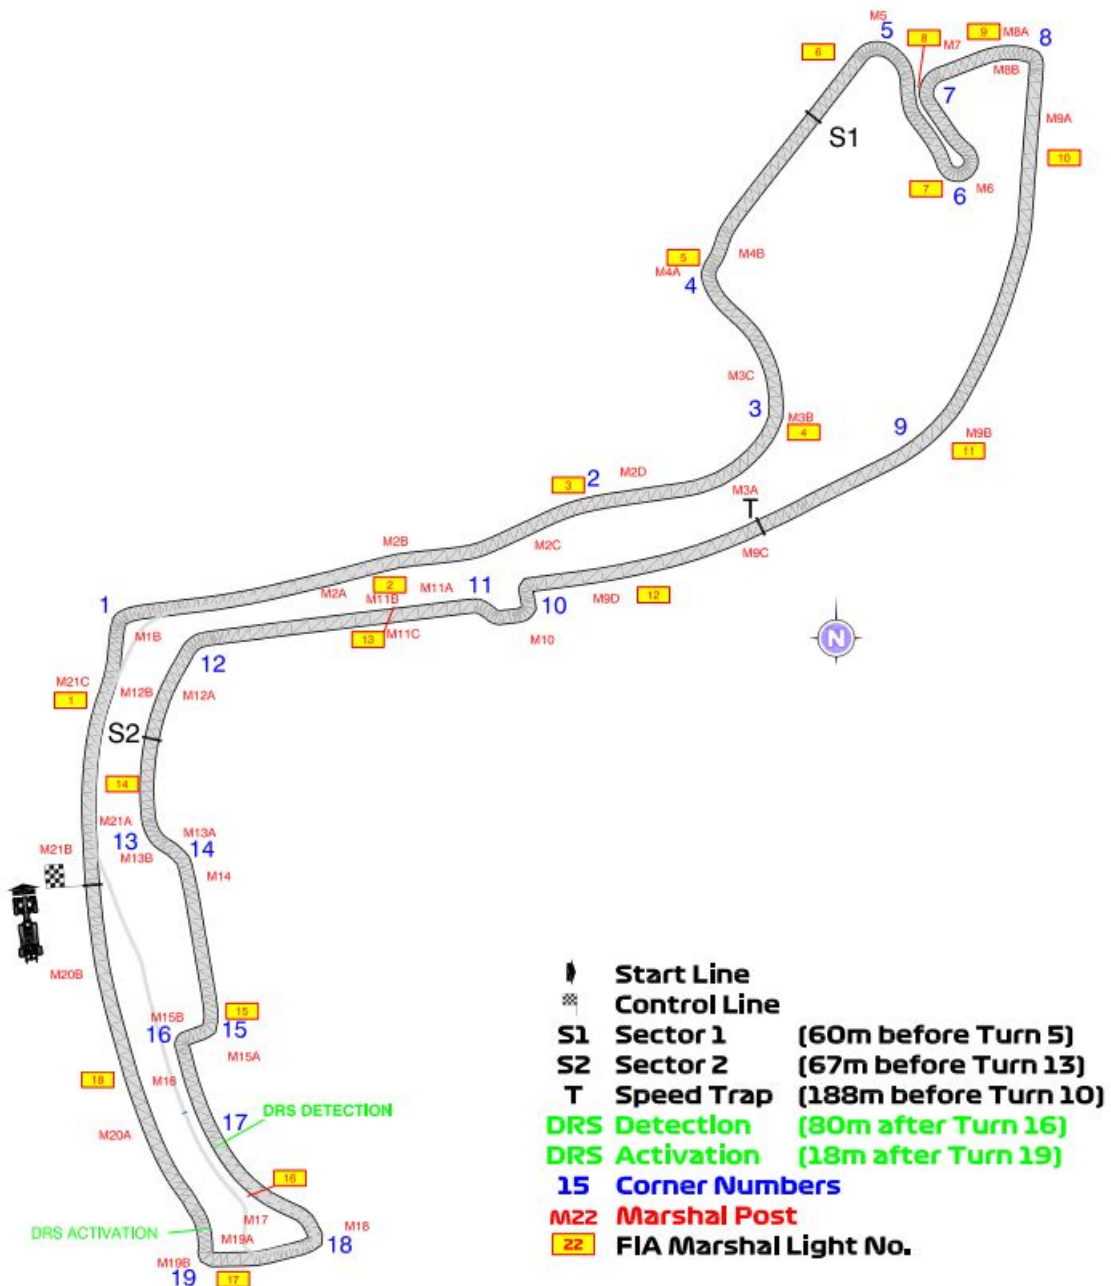 M5
5
8
9
M8A
8
6
M7
M8B
7
M9A
S1
10
7
6
M6
5
M4B
M4A
4
M3C
3
M3B
4
9
M9B
11
3
2
M2D
M3A
T
M2C
M9C
M2B
2
M11A
11
M2A
M11B
10
M9D
12
1
M1B
13
M11C
M10
N
12
M21C
1
M12B
M12A
S2
14
M21A
13
M13A
M21B
M13B
14
M14
M20B
M15B
15
16
15
M15A
18
M16
DRS DETECTION
17
M20A
16
M17
M18
DRS ACTIVATION
M19A
18
M19B
19
17
Start Line
Control Line
S1 Sector 1 (60m before Turn 5)
S2 Sector 2 (67m before Turn 13)
T Speed Trap (188m before Turn 10)
DRS Detection (80m after Turn 16)
DRS Activation (18m after Turn 19)
15 Corner Numbers
M22 Marshal Post
22 FIA Marshal Light No.